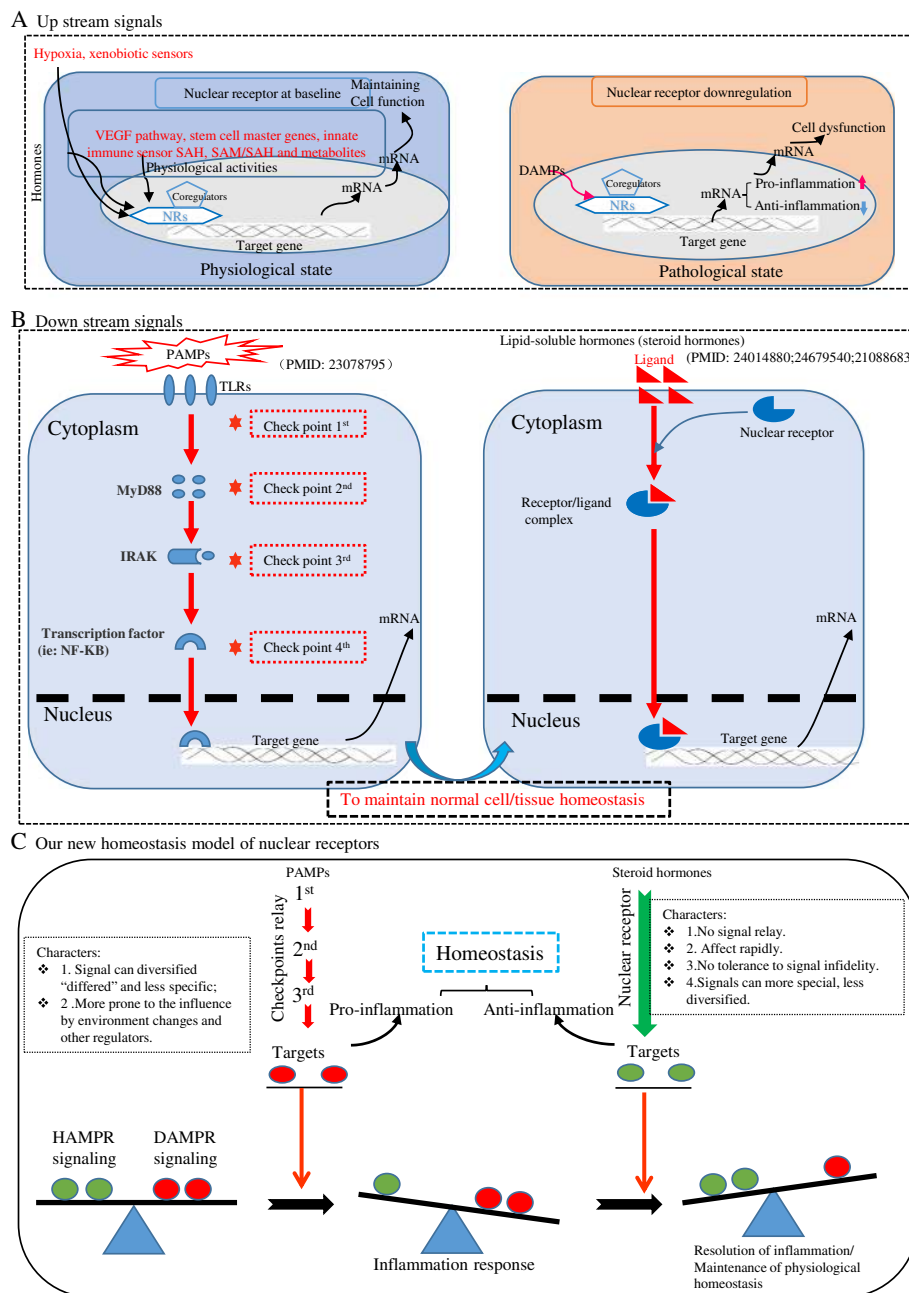 A Up stream signals
Hypoxia, xenobiotic sensors
Hormones
Nuclear receptor at baseline
Maintaining
Cell function
VEGF pathway, stem cell master genes, innate
immune sensor SAH, SAM/SAH and metabolites
Physiological activities
mRNA
mRNA
Coregulators
NRs
Target gene
Physiological state
Nuclear receptor downregulation
Cell dysfunction
mRNA
DAMPs
Coregulators
NRs
mRNA
Pro-inflammation
Anti-inflammation
Target gene
Pathological state
B Down stream signals
PAMPs
(PMID: 23078795)
TLRs
Cytoplasm
Check point 1st
MyD88
Check point 2nd
IRAK
Check point 3rd
Transcription factor
(ie: NF-KB)
Check point 4th
mRNA
Nucleus
Target gene
Lipid-soluble hormones (steroid hormones)
Ligand
(PMID: 24014880;24679540;21088683
Cytoplasm
Nuclear receptor
Receptor/ligand
complex
mRNA
Nucleus
Target gene
To maintain normal cell/tissue homeostasis
C Our new homeostasis model of nuclear receptors
PAMPs
Checkpoints relay
1st
2nd
3rd
Targets
Characters:
❖ 1. Signal can diversified
“differed” and less specific;
❖ 2 .More prone to the influence
by environment changes and
other regulators.
Homeostasis
Pro-inflammation
Anti-inflammation
Steroid hormones
Nuclear receptor
Targets
Characters:
❖ 1.No signal relay.
❖ 2. Affect rapidly.
❖ 3.No tolerance to signal infidelity.
❖ 4.Signals can more special, less
diversified.
HAMPR
signaling
DAMPR
signaling
Inflammation response
Resolution of inflammation/
Maintenance of physiological
homeostasis